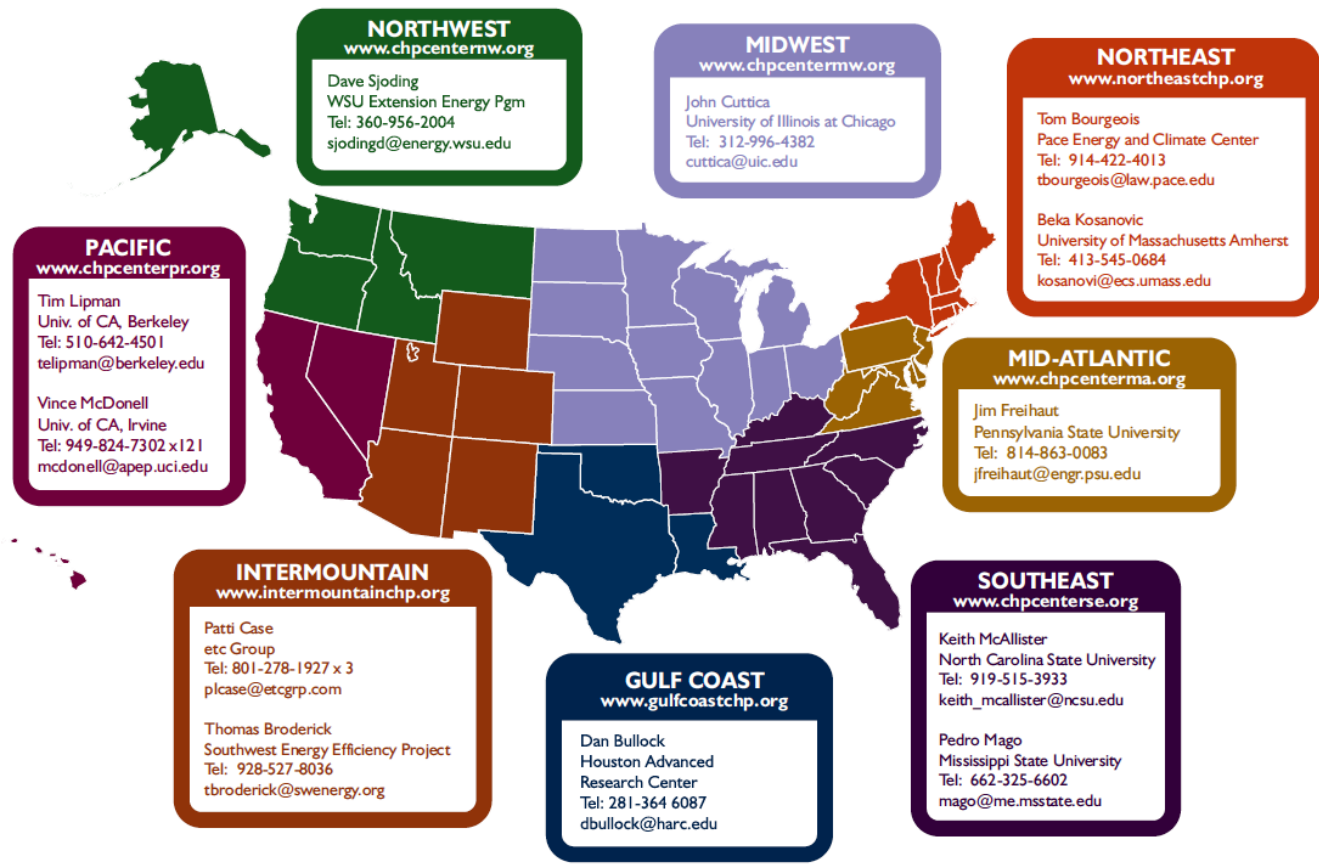 NORTHWEST
www.chpcenternw.org
Dave Sjoding
WSU Extension Energy Pgm
Tel: 360-956-2004
sjodingd@energy.wsu.edu
MIDWEST
www.chpcentermw.org
John Cuttica
University of Illinois at Chicago
Tel: 312-996-4382
cuttica@uic.edu
NORTHEAST
www.northeastchp.org
Tom Bourgeois
Pace Energy and Climate Center
Tel: 914-422-4013
tbourgeois@law.pace.edu
Beka Kosanovic
University of Massachusetts Amherst
Tel: 413-545-0684
kosanovi@ecs.umass.edu
PACIFIC
www.chpcenterpr.org
Tim Lipman
Univ. of CA, Berkeley
Tel: 510-642-4501
telipman@berkeley.edu
Vince McDonell
Univ. of CA, Irvine
Tel: 949-824-7302 x121
mcdonell@apep.uci.edu
MID-ATLANTIC
www.chpcenterma.org
Jim Freihaut
Pennsylvania State University
Tel: 814-863-0083
jfreihaut@engr.psu.edu
INTERMOUNTAIN
www.intermountainchp.org
Patti Case
etc Group
Tel: 801-278-1927 x 3
plcase@etcgrp.com
Thomas Broderick
Southwest Energy Efficiency Project
Tel: 928-527-8036
tbroderick@swenergy.org
GULF COAST
www.gulfcoastchp.org
Dan Bullock
Houston Advanced
Research Center
Tel: 281-364 6087
dbullock@harc.edu
SOUTHEAST
www.chpcenterse.org
Keith McAllister
North Carolina State University
Tel: 919-515-3933
keith_mcallister@ncsu.edu
Pedro Mago
Mississippi State University
Tel: 662-325-6602
mago@me.msstate.edu